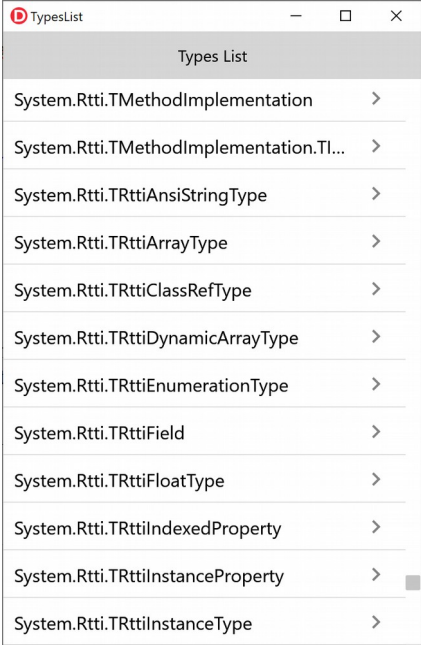 TypesList
Types List
System.Rtti.TMethodImplementation
System.Rtti.TMethodImplementation.TI...
System.Rtti.TRttiAnsiStringType
System.Rtti.TRttiArrayType
System.Rtti.TRttiClassRefType
System.Rtti.TRttiDynamicArrayType
System.Rtti.TRttiEnumerationType
System.Rtti.TRttiField
System.Rtti.TRttiFloatType
System.Rtti.TRttiIndexedProperty
System.Rtti.TRttiInstanceProperty
System.Rtti.TRttiInstanceType